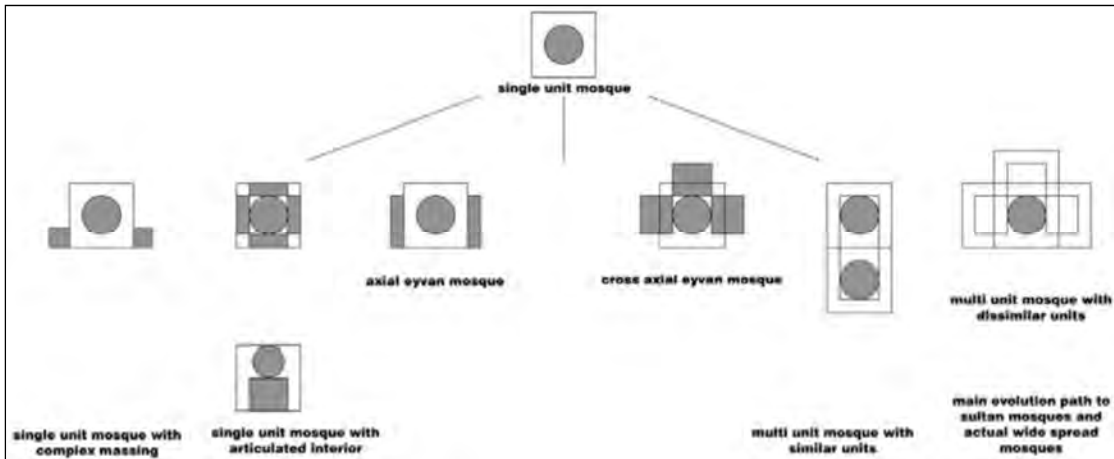 single unit mosque
axial eyvan mosque
cross axial eyvan mosque
multi unit mosque with
dissimilar units
single unit mosque with
complex massing
single unit mosque with
articulated interior
multi unit mosque with
similar units
main evolution path to
sultan mosques and
actual wide spread
mosques